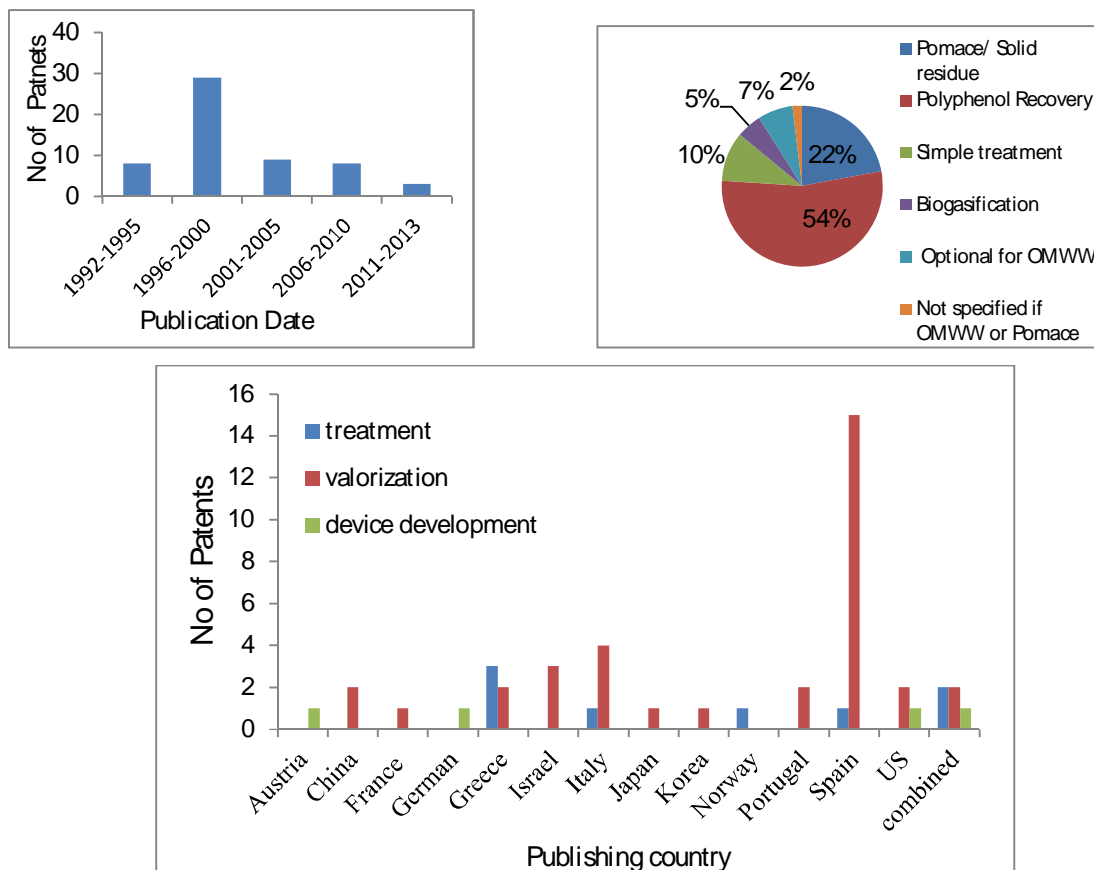 40
30
20
10
0
No of Patnets
1992-1995
1996-2000
2001-2005
2006-2010
2011-2013
Publication Date
22%
54%
10%
5%
7%
2%
Pomace/ Solid
residue
Polyphenol Recovery
Simple treatment
Biogasification
Optional for OMWW
Not specified if
OMWW or Pomace
16
14
12
10
8
6
4
2
0
No of Patents
treatment
valorization
device development
Austria
China
France
German
Greece
Israel
Italy
Japan
Korea
Norway
Portugal
Spain
US
combined
Publishing country